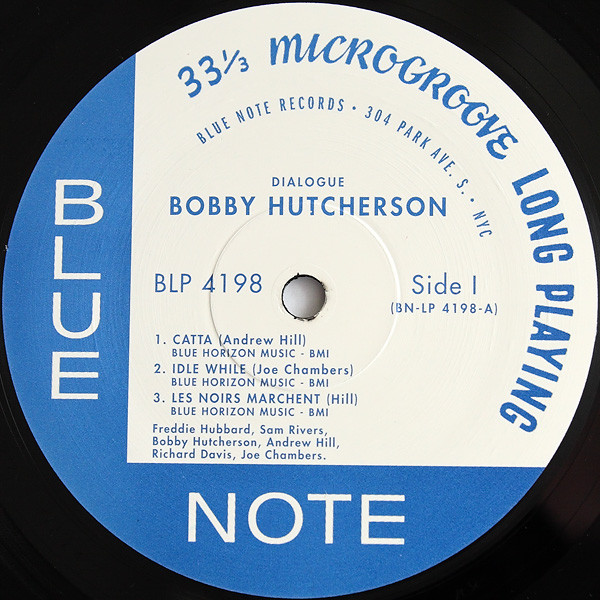 33⅓ MICROGROOVE LONG PLAYING
BLUE NOTE RECORDS • 304 PARK AVE. S. • NYC
DIALOGUE
BOBBY HUTCHERSON
BLP 4198
Side I
(BN-LP 4198-A)
1. CATTA (Andrew Hill)
BLUE HORIZON MUSIC - BMI
2. IDLE WHILE (Joe Chambers)
BLUE HORIZON MUSIC - BMI
3. LES NOIRS MARCHENT (Hill)
BLUE HORIZON MUSIC - BMI
Freddie Hubbard, Sam Rivers,
Bobby Hutcherson, Andrew Hill,
Richard Davis, Joe Chambers.
BLUE
NOTE